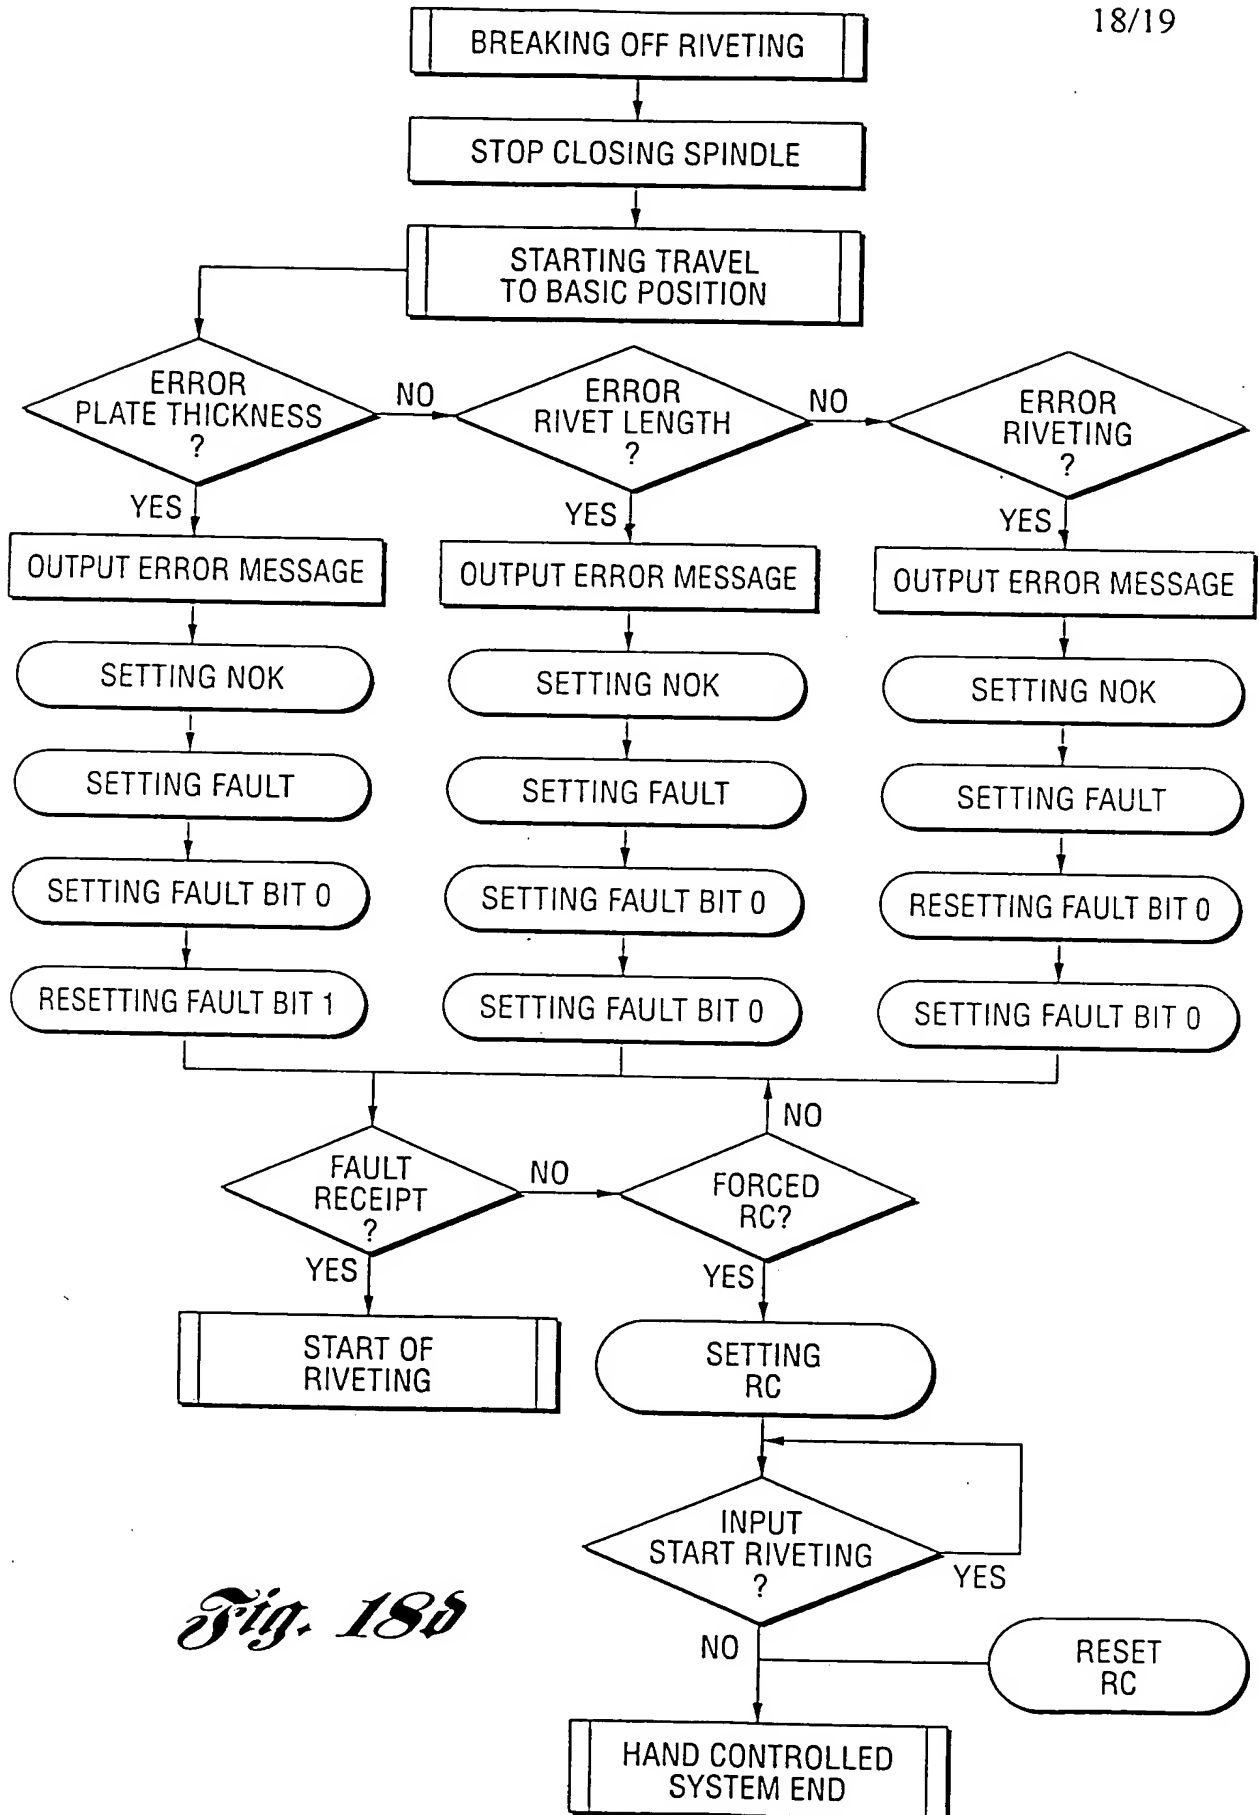 18/19
BREAKING OFF RIVETING
STOP CLOSING SPINDLE
STARTING TRAVEL
TO BASIC POSITION
ERROR
PLATE THICKNESS
?
NO
ERROR
RIVET LENGTH
?
NO
ERROR
RIVETING
?
YES
YES
YES
OUTPUT ERROR MESSAGE
OUTPUT ERROR MESSAGE
OUTPUT ERROR MESSAGE
SETTING NOK
SETTING NOK
SETTING NOK
SETTING FAULT
SETTING FAULT
SETTING FAULT
SETTING FAULT BIT 0
SETTING FAULT BIT 0
RESETTING FAULT BIT 0
RESETTING FAULT BIT 1
SETTING FAULT BIT 0
SETTING FAULT BIT 0
NO
FAULT
RECEIPT
?
NO
FORCED
RC?
YES
YES
START OF
RIVETING
SETTING
RC
INPUT
START RIVETING
?
YES
NO
RESET
RC
HAND CONTROLLED
SYSTEM END
Fig. 18d